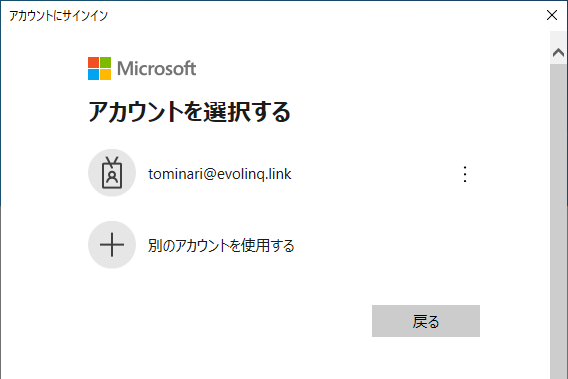 アカウントにサインイン
Microsoft
アカウントを選択する
tominari@evolinq.link
別のアカウントを使用する
戻る